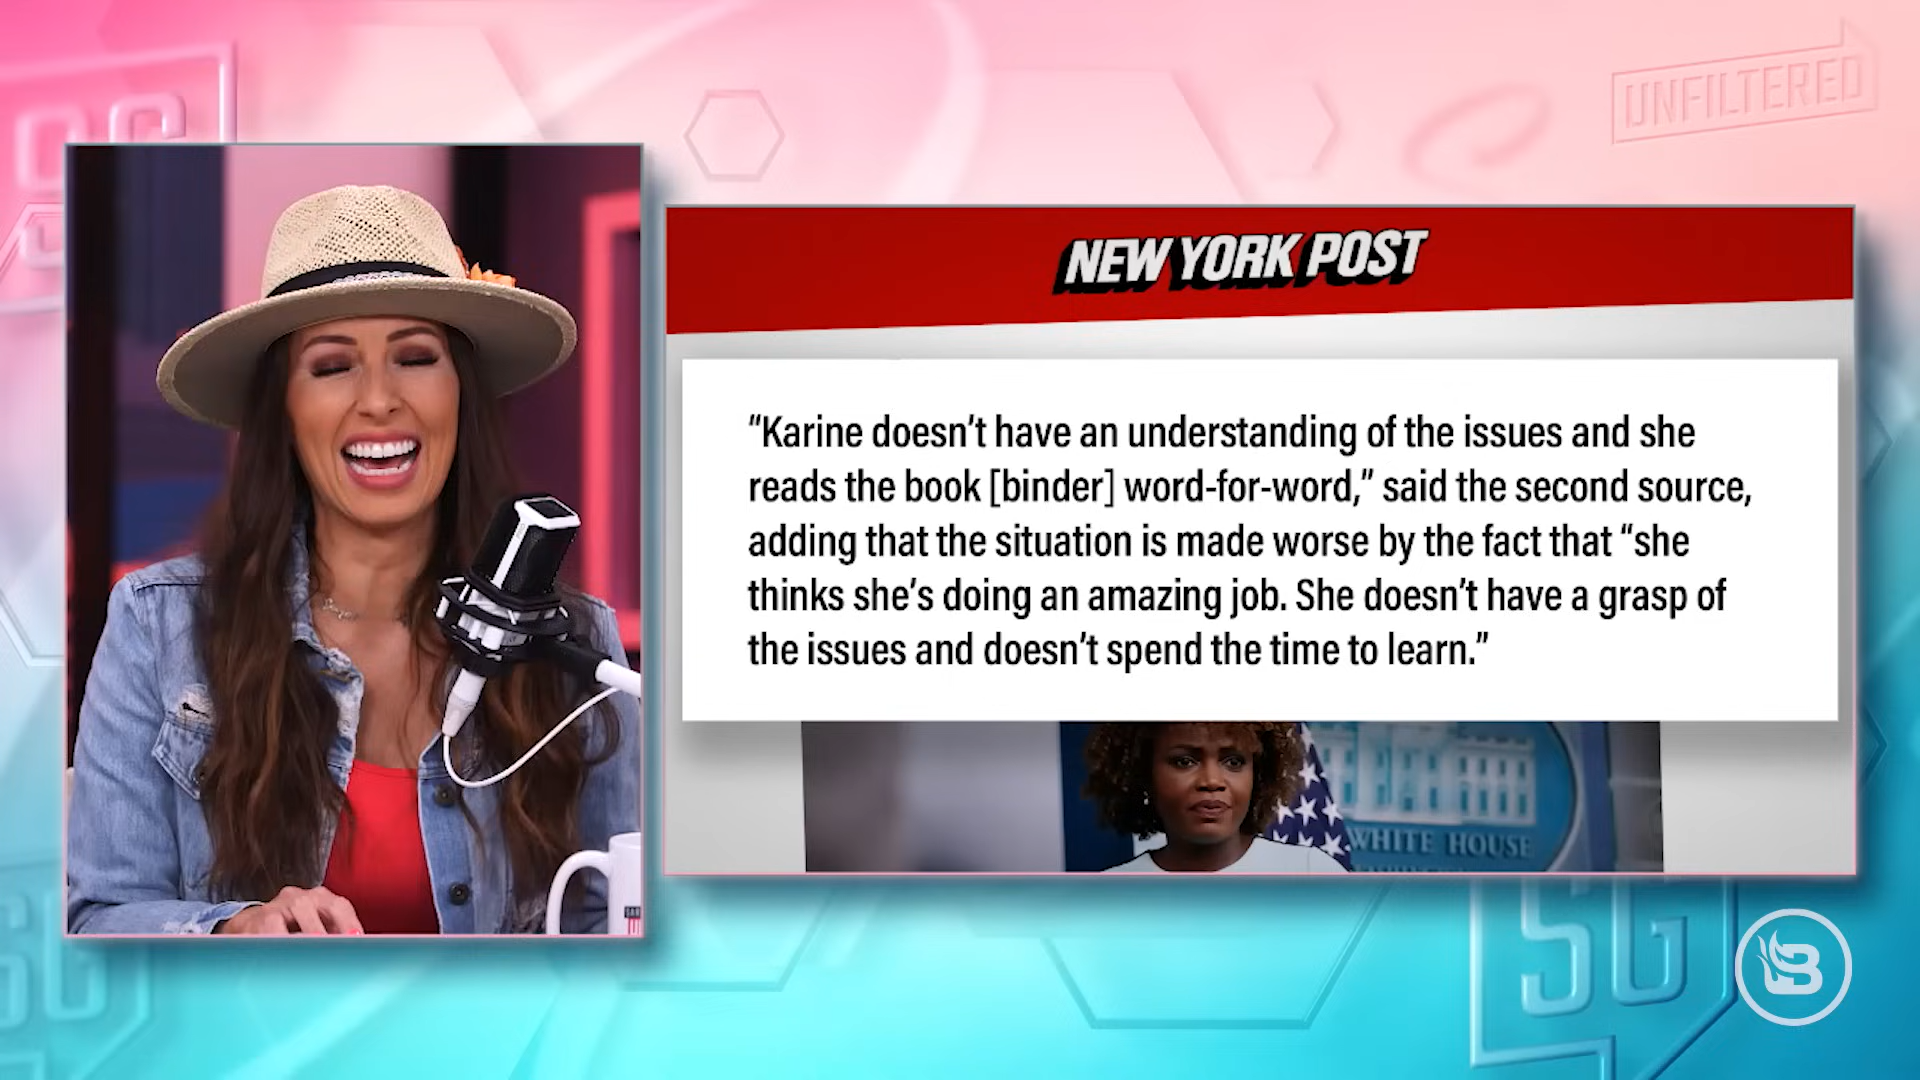 UNFILTERED
NEW YORK POST
“Karine doesn’t have an understanding of the issues and she
reads the book [binder] word-for-word,” said the second source,
adding that the situation is made worse by the fact that “she
thinks she’s doing an amazing job. She doesn’t have a grasp of
the issues and doesn’t spend the time to learn.”
WHITE HOUSE
SG
B